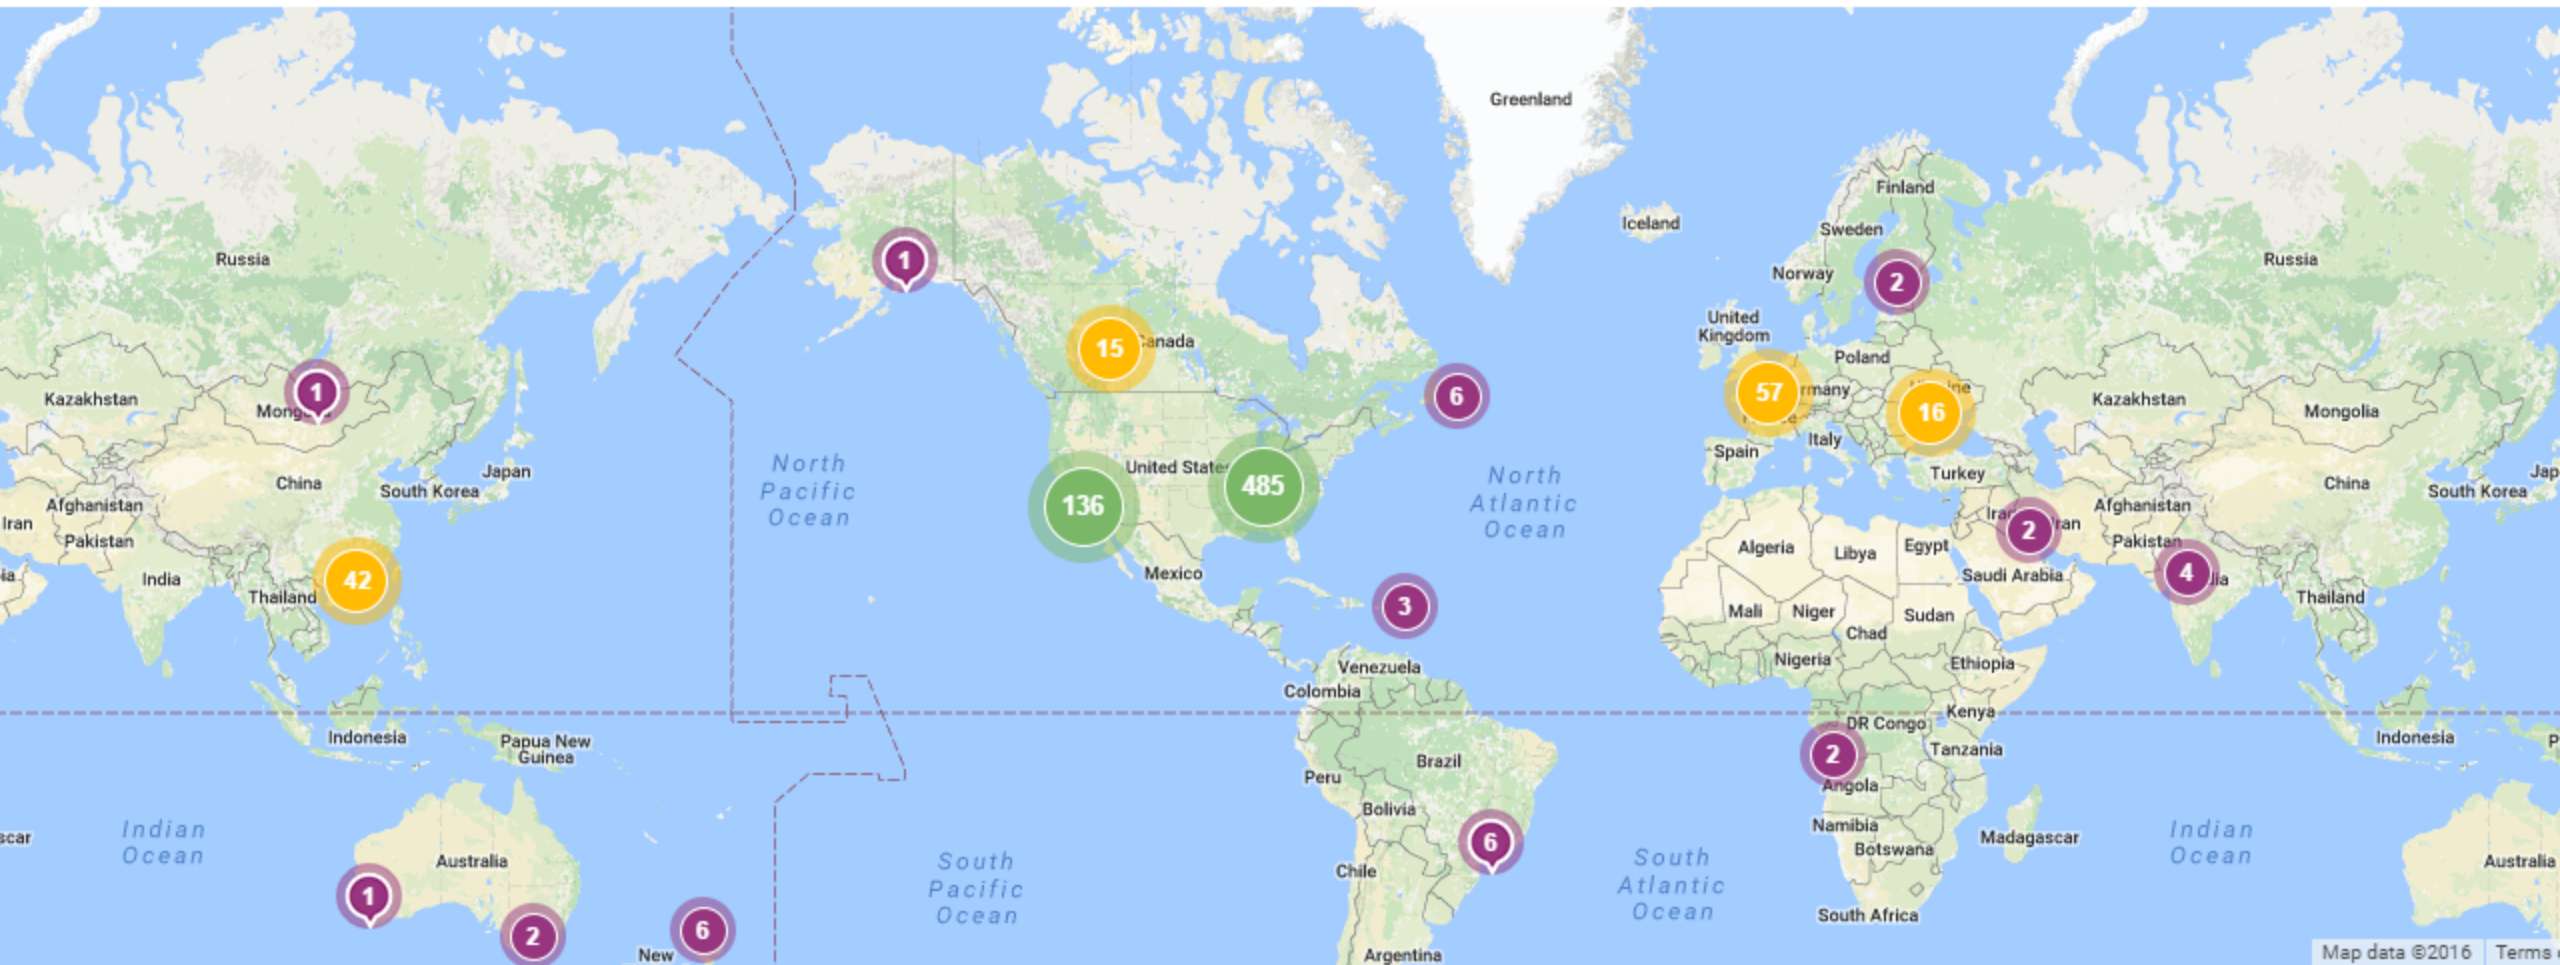 Greenland
Finland
Iceland
Sweden
Russia
Russia
1
Norway
2
United
Kingdom
15
Canada
Poland
1
6
57
rmany
16
Kazakhstan
Kazakhstan
Mongolia
Italy
Spain
North
Pacific
Ocean
United State
485
136
North
Atlantic
Ocean
Turkey
Japan
China
South Korea
China
South Korea
Jap
Afghanistan
Afghanistan
Iran
2
Iran
Pakistan
Pakistan
Algeria
Libya
Egypt
India
42
Mexico
Saudi Arabia
4
Thailand
Thailand
3
Mali
Niger
Sudan
Chad
Nigeria
Ethiopia
Venezuela
Colombia
Kenya
DR Congo
Indonesia
Papua New
Guinea
Brazil
2
Tanzania
Indonesia
Peru
Angola
Bolivia
Namibia
Madagascar
scar
Indian
Ocean
Australia
6
Botswana
Indian
Ocean
Australia
Chile
South
Pacific
Ocean
South
Atlantic
Ocean
1
South Africa
2
6
New
Argentina
Map data ©2016
Terms